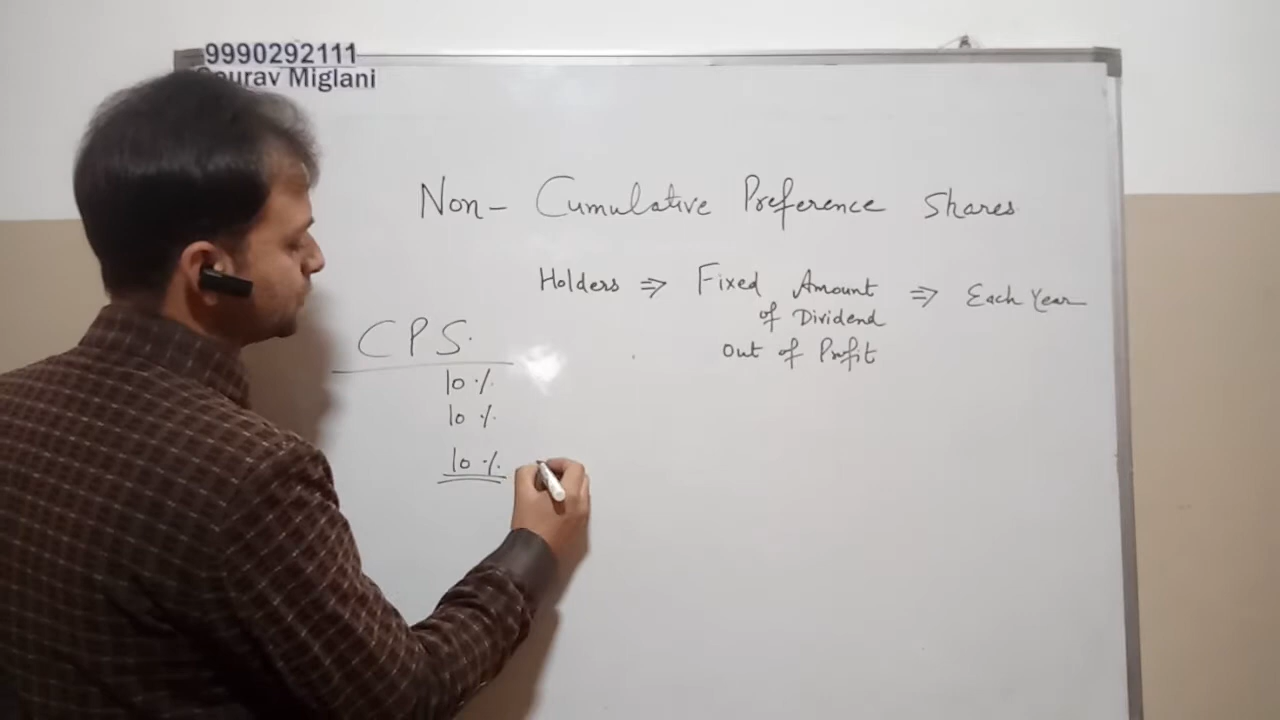 9990292111
Sourav Miglani
Non- Cumulative Preference Shares
Holders ⇒ Fixed Amount ⇒ Each Year
of Dividend
Out of Profit
CPS.
10 %
10 %
10 %